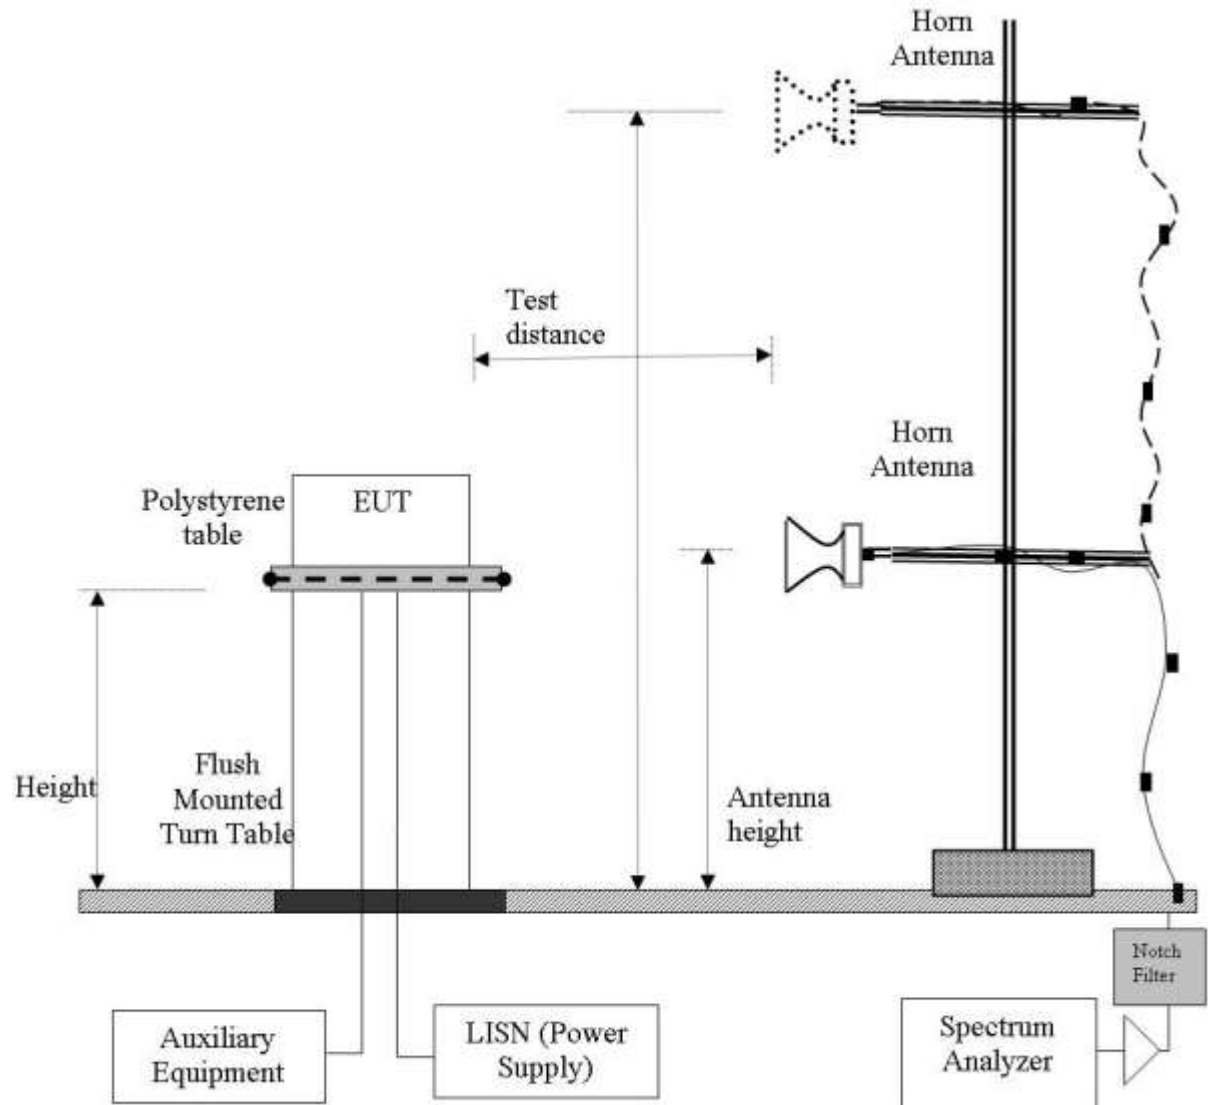 Horn
Antenna
Test
distance
Horn
Antenna
Polystyrene
table
EUT
Height
Flush
Mounted
Turn Table
Antenna
height
Notch
Filter
Auxiliary
Equipment
LISN (Power
Supply)
Spectrum
Analyzer